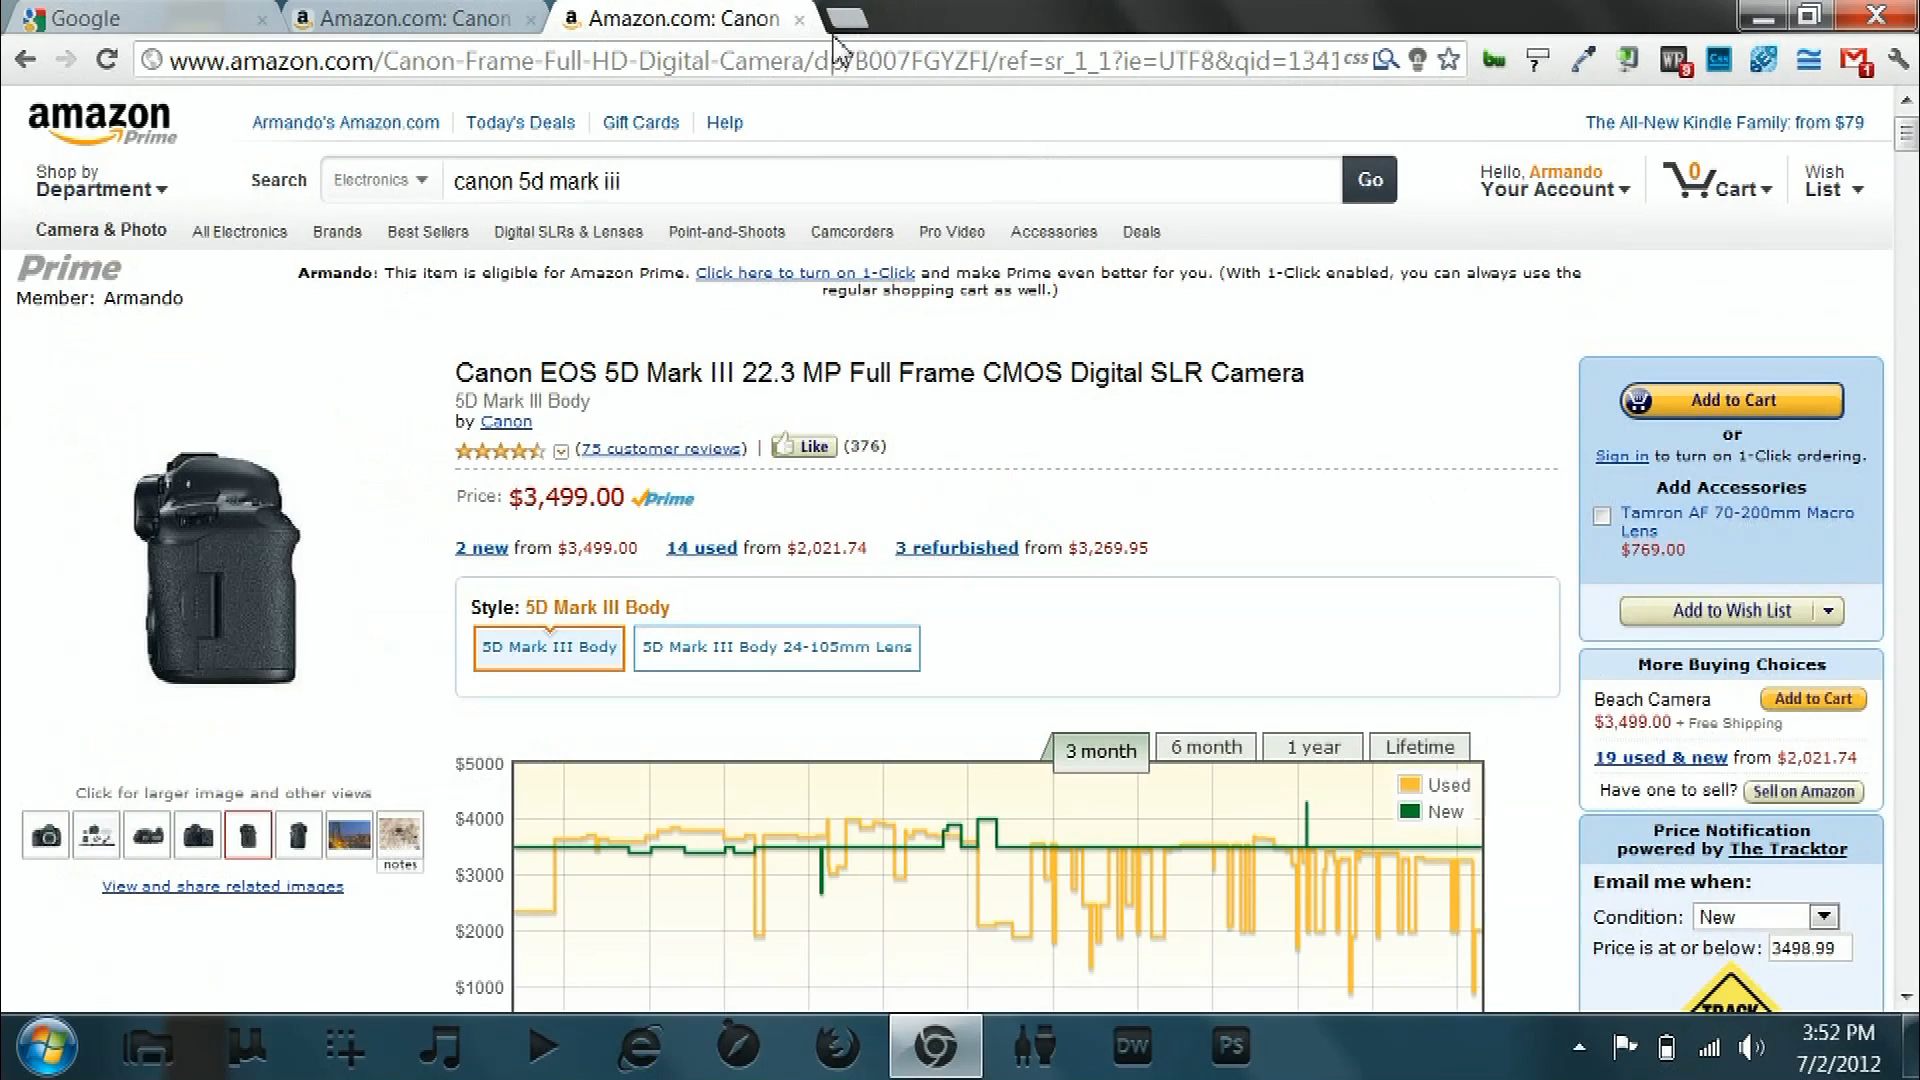 Google
Amazon.com: Canon
Amazon.com: Canon
www.amazon.com/Canon-Frame-Full-HD-Digital-Camera/dp/B007FGYZFI/ref=sr_1_1?ie=UTF8&qid=1341
css
WP 9
Css
1
amazon Prime
Armando's Amazon.com
Today's Deals
Gift Cards
Help
The All-New Kindle Family: from $79
Shop by
Department
Search
Electronics
canon 5d mark iii
Go
Hello, Armando
Your Account
0
Cart
Wish
List
Camera & Photo
All Electronics
Brands
Best Sellers
Digital SLRs & Lenses
Point-and-Shoots
Camcorders
Pro Video
Accessories
Deals
Prime
Member: Armando
Armando: This item is eligible for Amazon Prime. Click here to turn on 1-Click and make Prime even better for you. (With 1-Click enabled, you can always use the
regular shopping cart as well.)
Canon EOS 5D Mark III 22.3 MP Full Frame CMOS Digital SLR Camera
5D Mark III Body
by Canon
(75 customer reviews) | Like (376)
Price: $3,499.00 Prime
2 new from $3,499.00
14 used from $2,021.74
3 refurbished from $3,269.95
Style: 5D Mark III Body
5D Mark III Body
5D Mark III Body 24-105mm Lens
Click for larger image and other views
notes
View and share related images
3 month
6 month
1 year
Lifetime
$5000
$4000
$3000
$2000
$1000
Used
New
Add to Cart
or
Sign in to turn on 1-Click ordering.
Add Accessories
Tamron AF 70-200mm Macro
Lens
$769.00
Add to Wish List
More Buying Choices
Beach Camera
Add to Cart
$3,499.00 + Free Shipping
19 used & new from $2,021.74
Have one to sell? Sell on Amazon
Price Notification
powered by The Tracktor
Email me when:
Condition: New
Price is at or below: 3498.99
TRACK
DW
PS
3:52 PM
7/2/2012